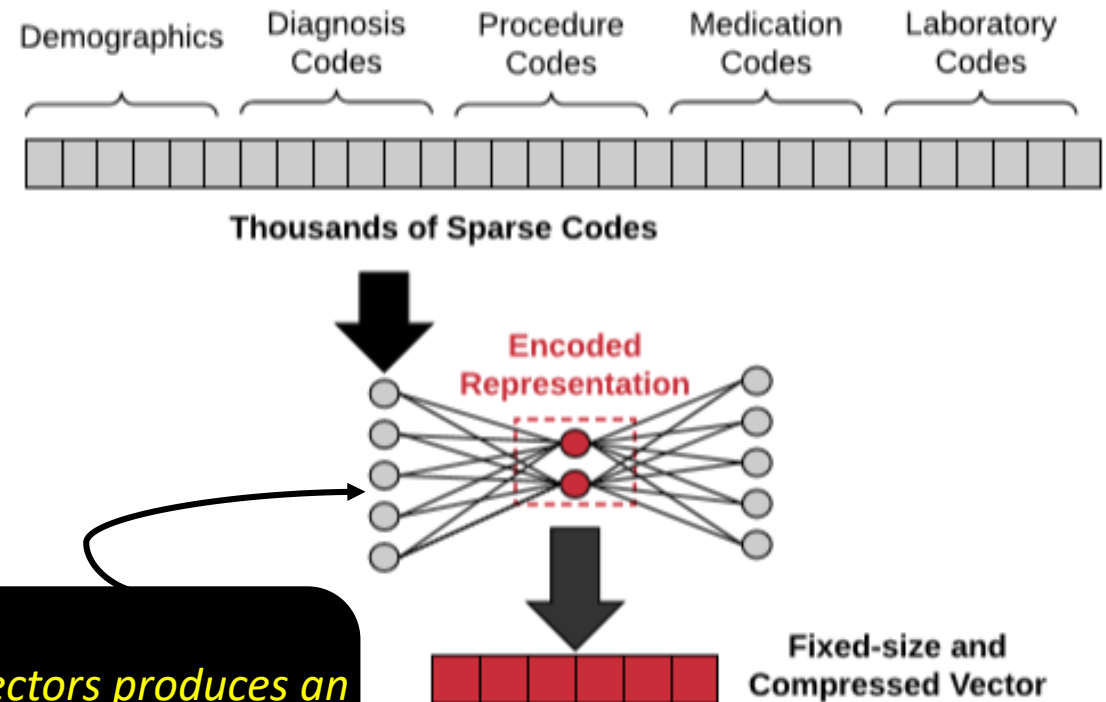 Demographics
Diagnosis
Codes
Procedure
Codes
Medication
Codes
Laboratory
Codes
Thousands of Sparse Codes
Encoded
Representation
Fixed-size and
Compressed Vector
produces an